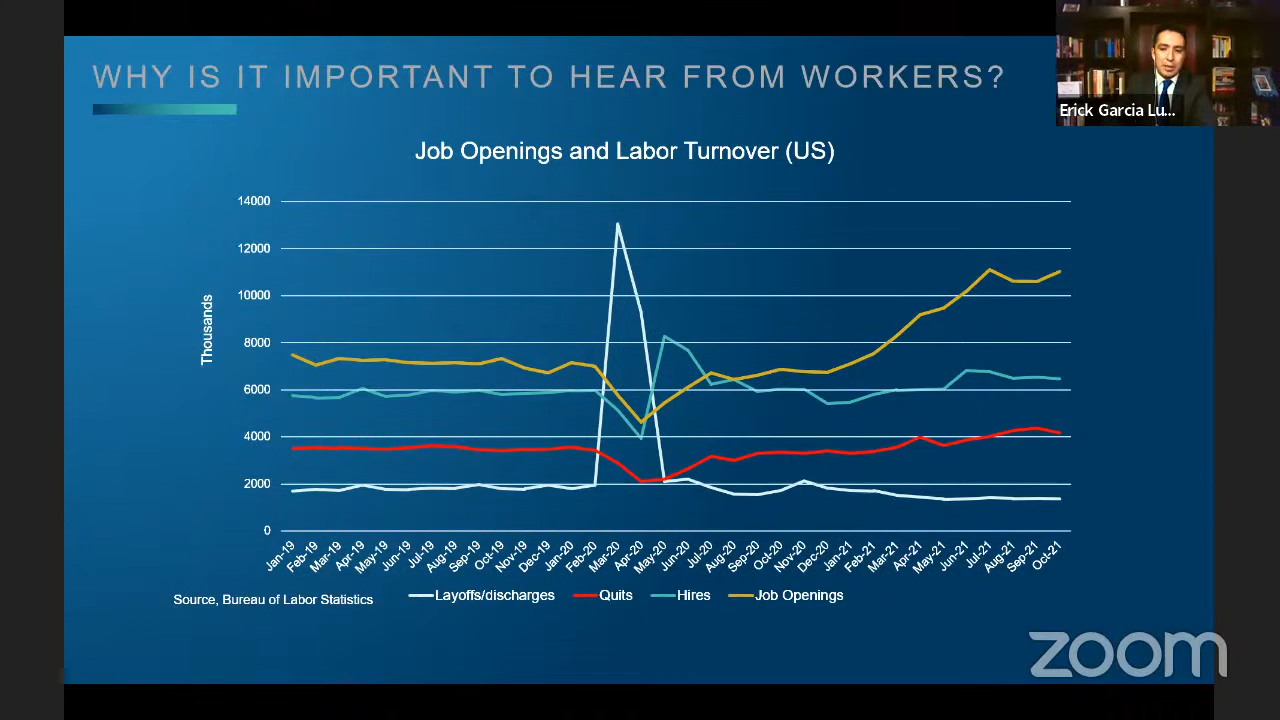 WHY IS IT IMPORTANT TO HEAR FROM WORKERS?
Erick Garcia Lu...
Job Openings and Labor Turnover (US)
14000
12000
10000
8000
6000
4000
2000
0
Thousands
Jan-19
Feb-19
Mar-19
Apr-19
May-19
Jun-19
Jul-19
Aug-19
Sep-19
Oct-19
Nov-19
Dec-19
Jan-20
Feb-20
Mar-20
Apr-20
May-20
Jun-20
Jul-20
Aug-20
Sep-20
Oct-20
Nov-20
Dec-20
Jan-21
Feb-21
Mar-21
Apr-21
May-21
Jun-21
Jul-21
Aug-21
Sep-21
Oct-21
Source, Bureau of Labor Statistics
Layoffs/discharges Quits Hires Job Openings
zoom